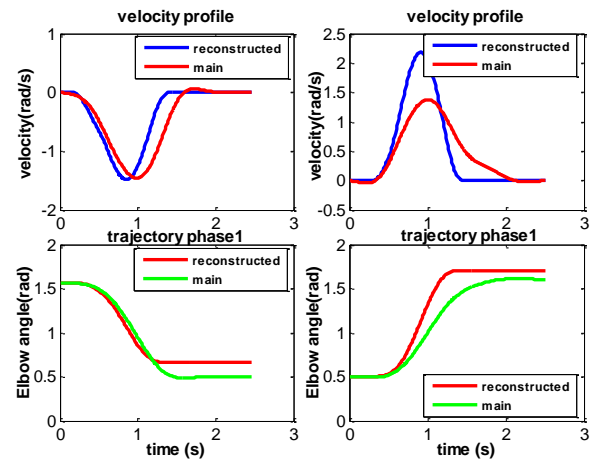 velocity profile
velocity(rad/s)
1
0
-1
-2
0
1
2
3
reconstructed
main
velocity profile
velocity(rad/s)
2.5
2
1.5
1
0.5
0
-0.5
0
1
2
3
reconstructed
main
trajectory phase1
Elbow angle(rad)
2
1.5
1
0.5
0
0
1
2
3
time (s)
reconstructed
main
trajectory phase1
Elbow angle(rad)
2
1.5
1
0.5
0
0
1
2
3
time (s)
reconstructed
main